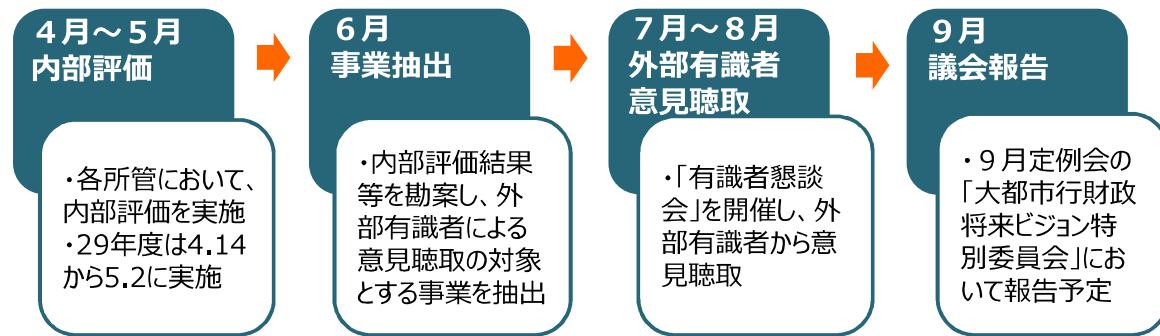 ４月～５月
内部評価
・各所管において、
内部評価を実施
・29年度は4.14
から5.2に実施
６月
事業抽出
・内部評価結果
等を勘案し、外
部有識者による
意見聴取の対象
とする事業を抽出
７月～８月
外部有識者
意見聴取
・「有識者懇談
会」を開催し、外
部有識者から意
見聴取
９月
議会報告
・９月定例会の
「大都市行財政
将来ビジョン特
別委員会」にお
いて報告予定